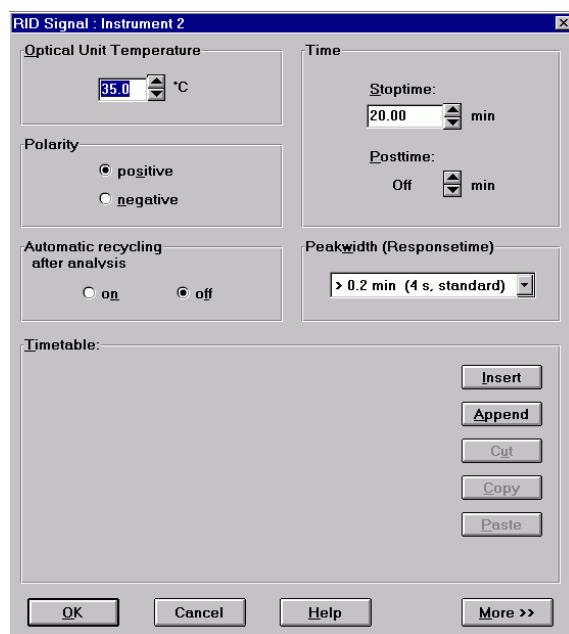 RID Signal : Instrument 2
Optical Unit Temperature
35.0 °C
Polarity
positive
negative
Automatic recycling
after analysis
on off
Time
Stoptime:
20.00 min
Posttime:
Off min
Peakwidth (Responsetime)
> 0.2 min (4 s, standard)
Timetable:
Insert
Append
Cut
Copy
Paste
OK Cancel Help More >>